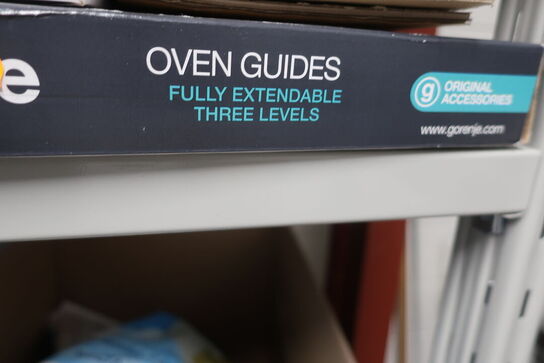 e
OVEN GUIDES
FULLY EXTENDABLE
THREE LEVELS
g ORIGINAL
ACCESSORIES
www.gorenje.com